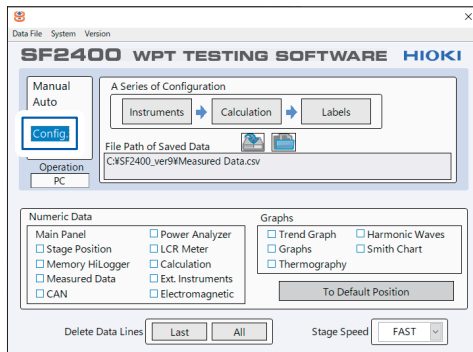 Data File System Version
SF2400 WPT TESTING SOFTWARE HIOKI
Manual
Auto
Config.
Operation
PC
A Series of Configuration
Instruments
Calculation
Labels
File Path of Saved Data
C:¥SF2400_ver9¥Measured Data.csv
Numeric Data
Main Panel
Stage Position
Memory HiLogger
Measured Data
CAN
Power Analyzer
LCR Meter
Calculation
Ext. Instruments
Electromagnetic
Graphs
Trend Graph
Graphs
Thermography
Harmonic Waves
Smith Chart
To Default Position
Delete Data Lines Last All
Stage Speed FAST